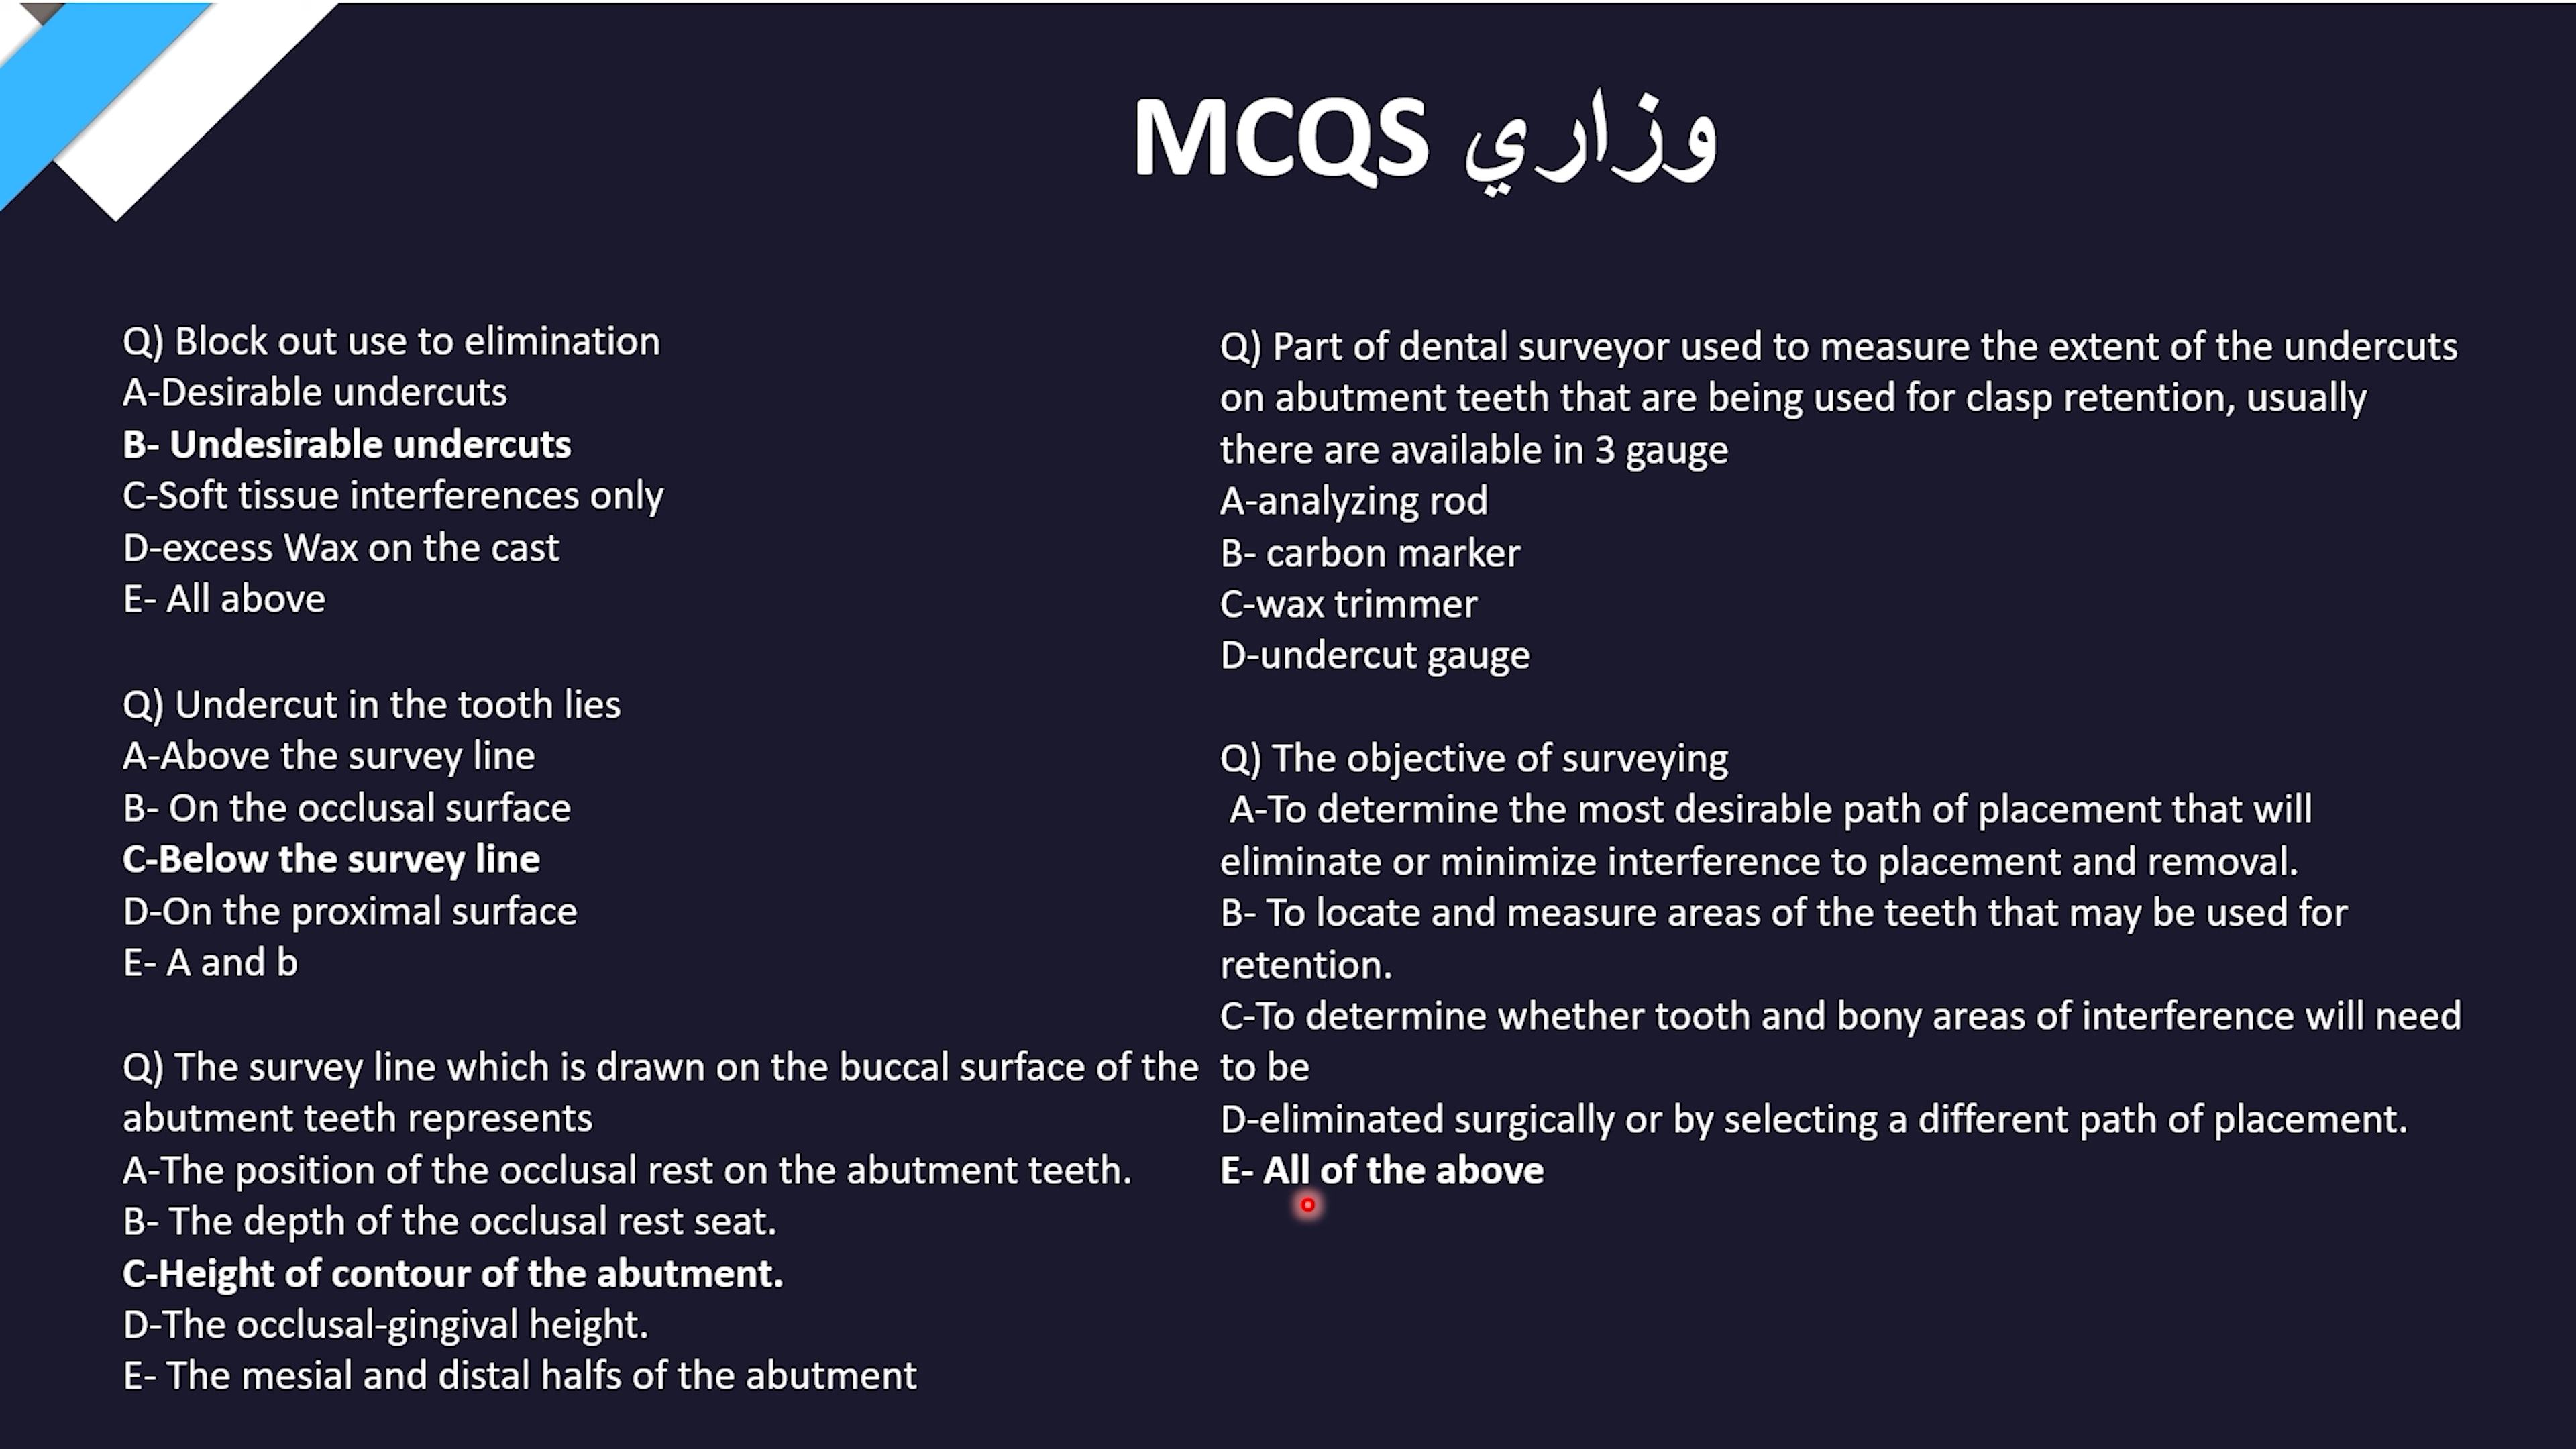 MCQS وزاري
Q) Block out use to elimination
A-Desirable undercuts
B- Undesirable undercuts
C-Soft tissue interferences only
D-excess Wax on the cast
E- All above
Q) Undercut in the tooth lies
A-Above the survey line
B- On the occlusal surface
C-Below the survey line
D-On the proximal surface
E- A and b
Q) The survey line which is drawn on the buccal surface of the
abutment teeth represents
A-The position of the occlusal rest on the abutment teeth.
B- The depth of the occlusal rest seat.
C-Height of contour of the abutment.
D-The occlusal-gingival height.
E- The mesial and distal halfs of the abutment
Q) Part of dental surveyor used to measure the extent of the undercuts
on abutment teeth that are being used for clasp retention, usually
there are available in 3 gauge
A-analyzing rod
B- carbon marker
C-wax trimmer
D-undercut gauge
Q) The objective of surveying
A-To determine the most desirable path of placement that will
eliminate or minimize interference to placement and removal.
B- To locate and measure areas of the teeth that may be used for
retention.
C-To determine whether tooth and bony areas of interference will need
to be
D-eliminated surgically or by selecting a different path of placement.
E- All of the above